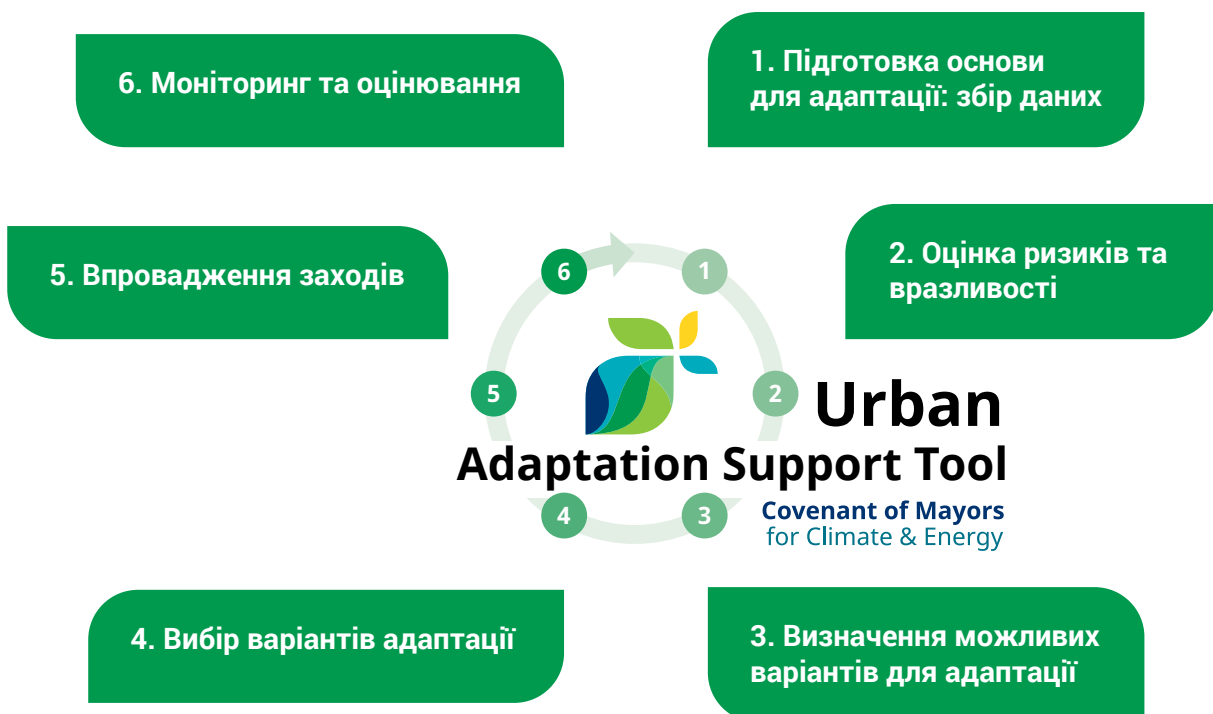 6. Моніторинг та оцінювання
1. Підготовка основи
для адаптації: збір даних
5. Впровадження заходів
2. Оцінка ризиків та
вразливості
6
1
5
2
Urban
Adaptation Support Tool
4
3
Covenant of Mayors
for Climate & Energy
4. Вибір варіантів адаптації
3. Визначення можливих
варіантів для адаптації